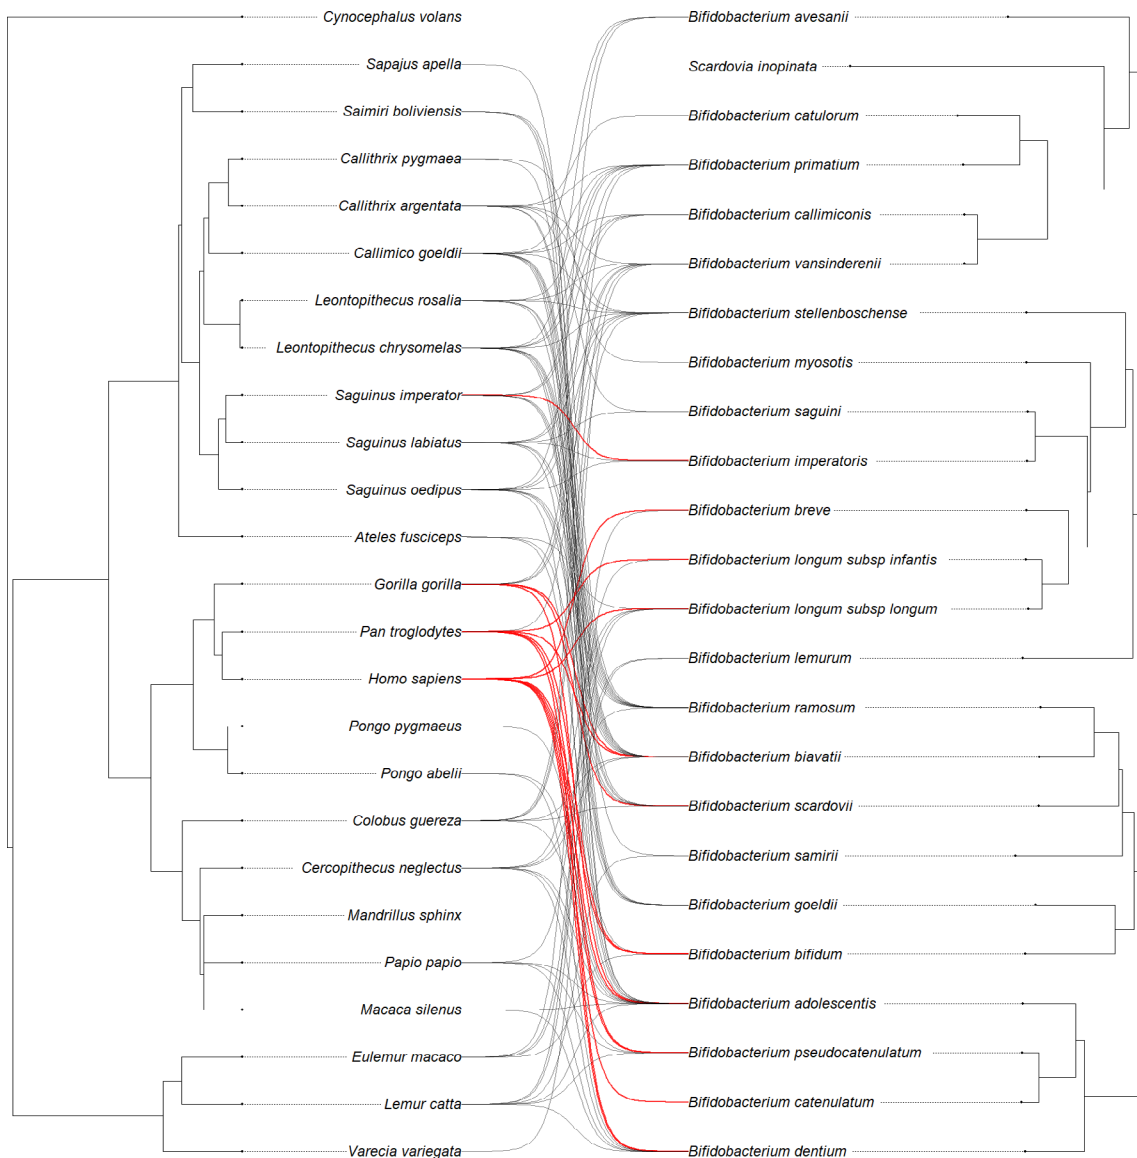 Cynocephalus volans
Sapajus apella
Saimiri boliviensis
Callithrix pygmaea
Callithrix argentata
Callimico goeldii
Leontopithecus rosalia
Leontopithecus chrysomelas
Saguinus imperator
Saguinus labiatus
Saguinus oedipus
Ateles fusciceps
Gorilla gorilla
Pan troglodytes
Homo sapiens
Pongo pygmaeus
Pongo abelii
Colobus guereza
Cercopithecus neglectus
Mandrillus sphinx
Papio papio
Macaca silenus
Eulemur macaco
Lemur catta
Varecia variegata
Bifidobacterium avesanii
Scardovia inopinata
Bifidobacterium catulorum
Bifidobacterium primatium
Bifidobacterium callimiconis
Bifidobacterium vansinderenii
Bifidobacterium stellenboschense
Bifidobacterium myosotis
Bifidobacterium saguini
Bifidobacterium imperatoris
Bifidobacterium breve
Bifidobacterium longum subsp infantis
Bifidobacterium longum subsp longum
Bifidobacterium lemurum
Bifidobacterium ramosum
Bifidobacterium biavatii
Bifidobacterium scardovii
Bifidobacterium samirii
Bifidobacterium goeldii
Bifidobacterium bifidum
Bifidobacterium adolescentis
Bifidobacterium pseudocatenulatum
Bifidobacterium catenulatum
Bifidobacterium dentium